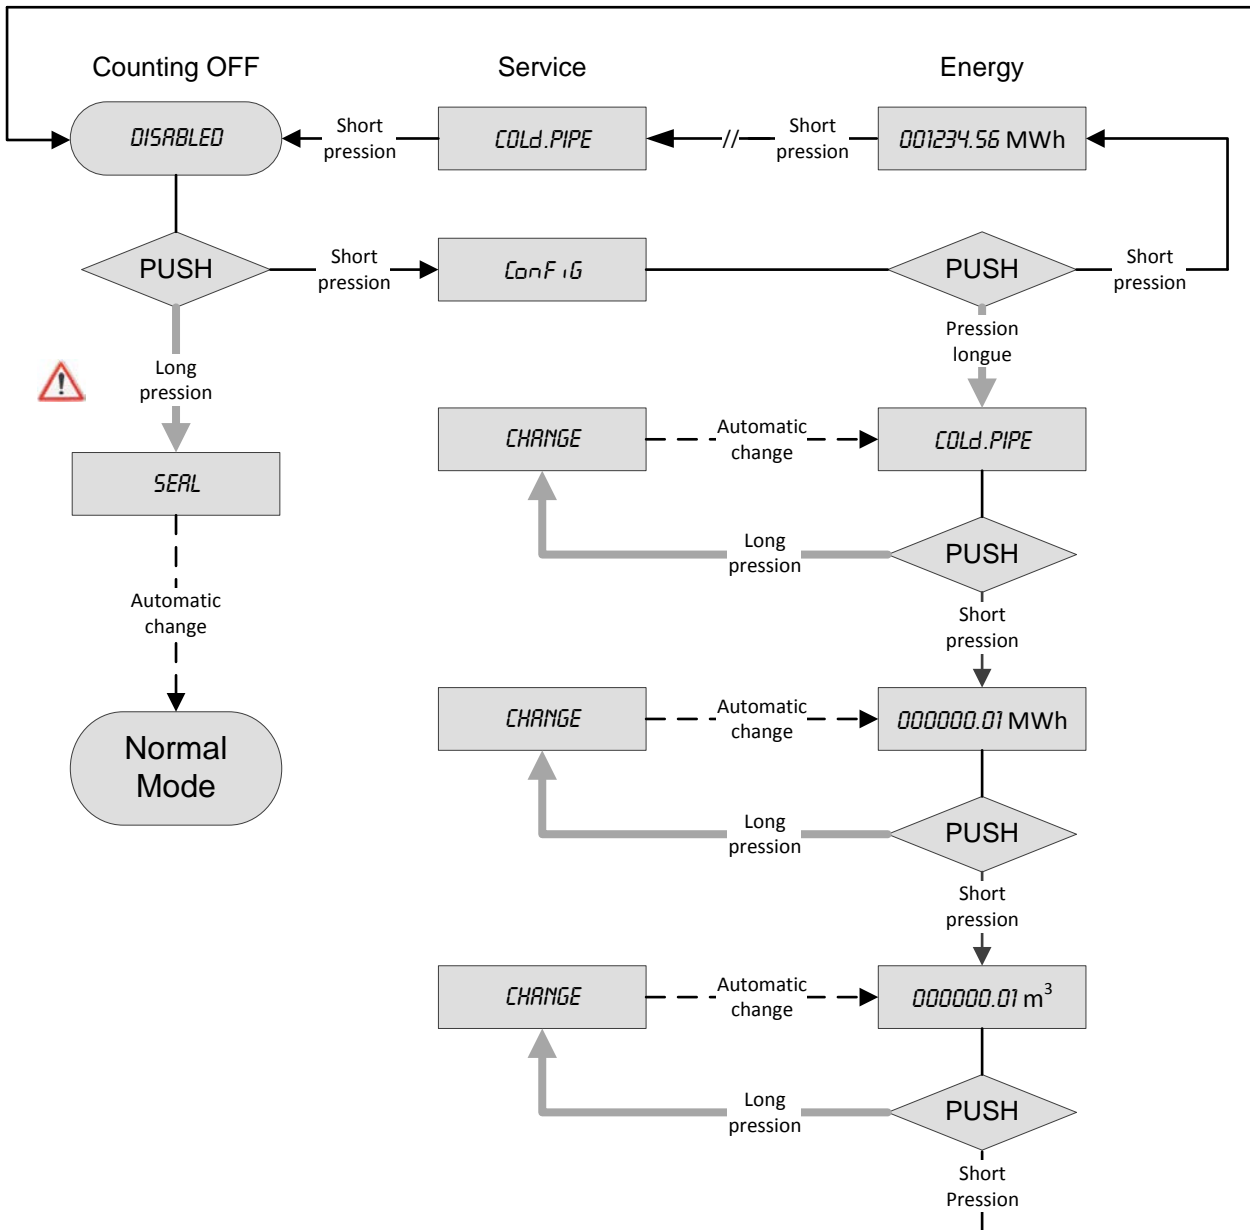 Counting OFF
Service
Energy
DISABLED
Short
pression
COLd.PIPE
//
Short
pression
001234.56 MWh
PUSH
Short
pression
ConFiG
PUSH
Short
pression
Long
pression
Pression
longue
SEAL
CHANGE
Automatic
change
COLd.PIPE
Long
pression
PUSH
Automatic
change
Short
pression
Normal
Mode
CHANGE
Automatic
change
000000.01 MWh
Long
pression
PUSH
Short
pression
CHANGE
Automatic
change
000000.01 m³
Long
pression
PUSH
Short
Pression